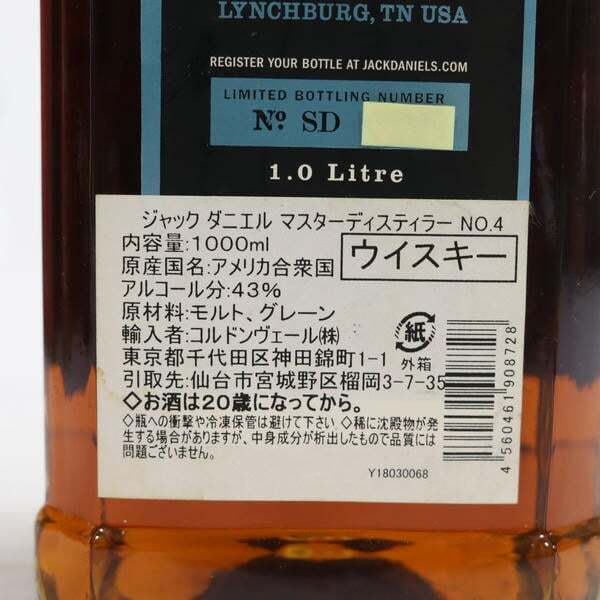 LYNCHBURG, TN USA
REGISTER YOUR BOTTLE AT JACKDANIELS.COM
LIMITED BOTTLING NUMBER
Nº SD
1.0 Litre
ジャック ダニエル マスターディスティラー NO.4
内容量:1000ml
ウイスキー
原産国名:アメリカ合衆国
アルコール分:43%
原材料:モルト、グレーン
輸入者:コルドンヴェール㈱
紙
外箱
東京都千代田区神田錦町1-1
引取先:仙台市宮城野区榴岡3-7-35
◇お酒は20歳になってから。
◇瓶への衝撃や冷凍保管は避けて下さい。◇稀に沈殿物が発
生する場合がありますが、中身成分が析出したもので品質には
問題ございません。
Y18030068
4560461908728